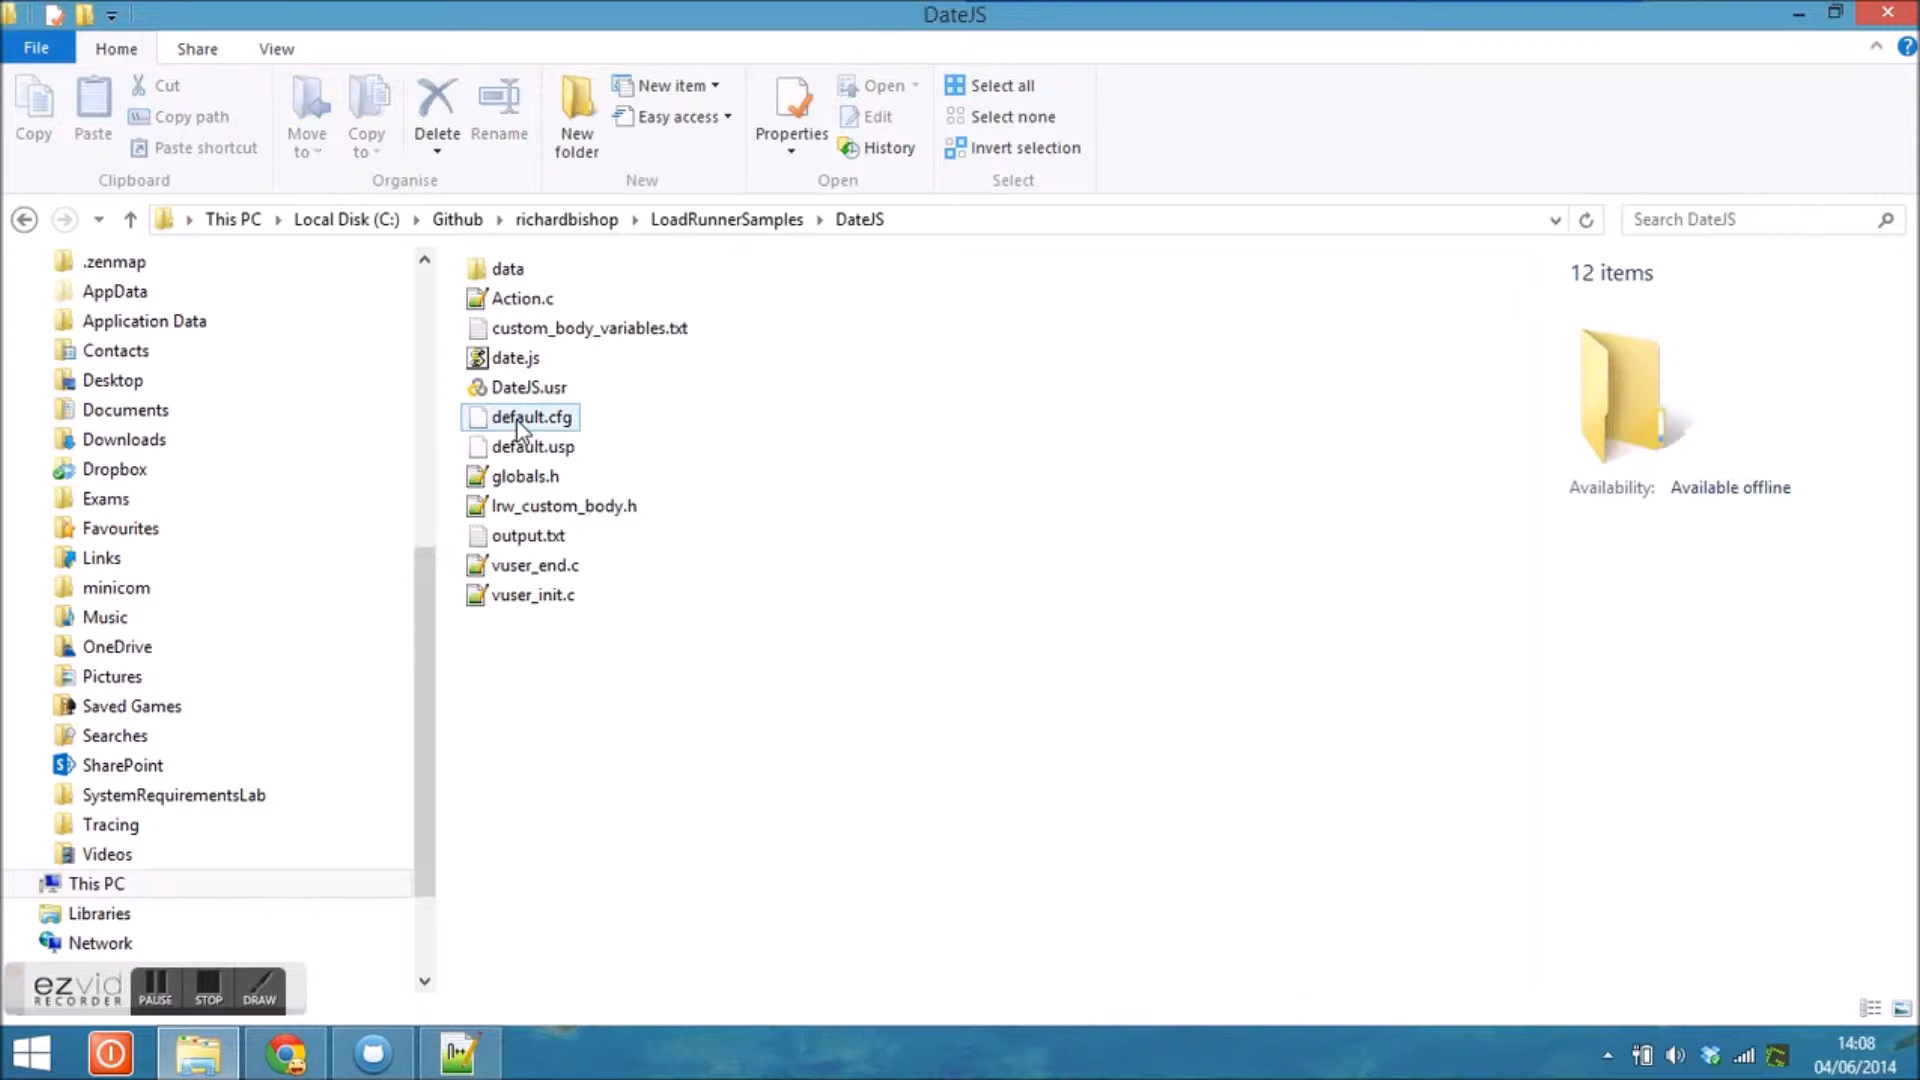 DateJS
File
Home
Share
View
Copy
Paste
Cut
Copy path
Paste shortcut
Clipboard
Move to
Copy to
Delete
Rename
Organise
New folder
New item
Easy access
New
Properties
Open
Edit
History
Open
Select all
Select none
Invert selection
Select
This PC
Local Disk (C:)
Github
richardbishop
LoadRunnerSamples
DateJS
Search DateJS
.zenmap
AppData
Application Data
Contacts
Desktop
Documents
Downloads
Dropbox
Exams
Favourites
Links
minicom
Music
OneDrive
Pictures
Saved Games
Searches
SharePoint
SystemRequirementsLab
Tracing
Videos
This PC
Libraries
Network
data
Action.c
custom_body_variables.txt
date.js
DateJS.usr
default.cfg
default.usp
globals.h
lrw_custom_body.h
output.txt
vuser_end.c
vuser_init.c
12 items
Availability: Available offline
ezvid
RECORDER
PAUSE
STOP
DRAW
14:08
04/06/2014